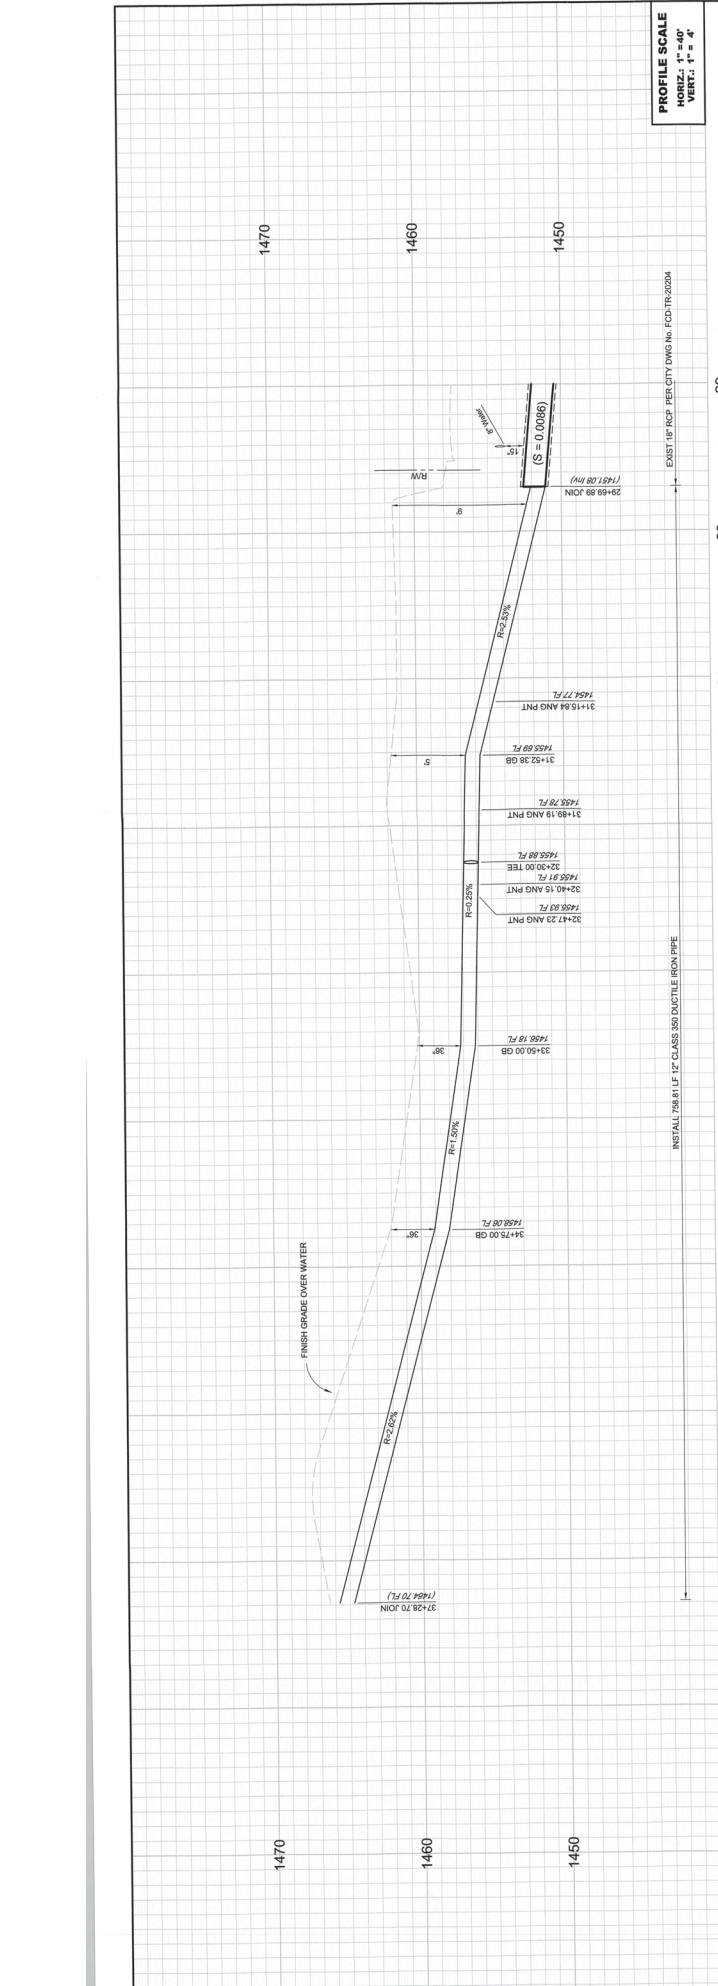 PROFILE SCALE
HORIZ.: 1" =40'
VERT.: 1" = 4'
1470
1460
1450
EXIST 18" RCP PER CITY DWG No. FCD-TR-20204
8" Water
15"
(S = 0.0086)
R/W
29+69.89 JOIN
(1451.08 Inv)
9'
R=2.53%
31+15.84 ANG PNT
1454.77 FL
31+52.38 GB
1455.69 FL
5'
31+89.19 ANG PNT
1455.78 FL
32+30.00 TEE
1455.88 FL
32+40.15 ANG PNT
1455.91 FL
32+47.23 ANG PNT
1455.93 FL
R=0.25%
33+50.00 GB
1456.18 FL
36"
INSTALL 758.81 LF 12" CLASS 350 DUCTILE IRON PIPE
R=1.50%
34+75.00 GB
1458.06 FL
36"
FINISH GRADE OVER WATER
R=2.62%
37+28.70 JOIN
(1464.70 FL)
1470
1460
1450